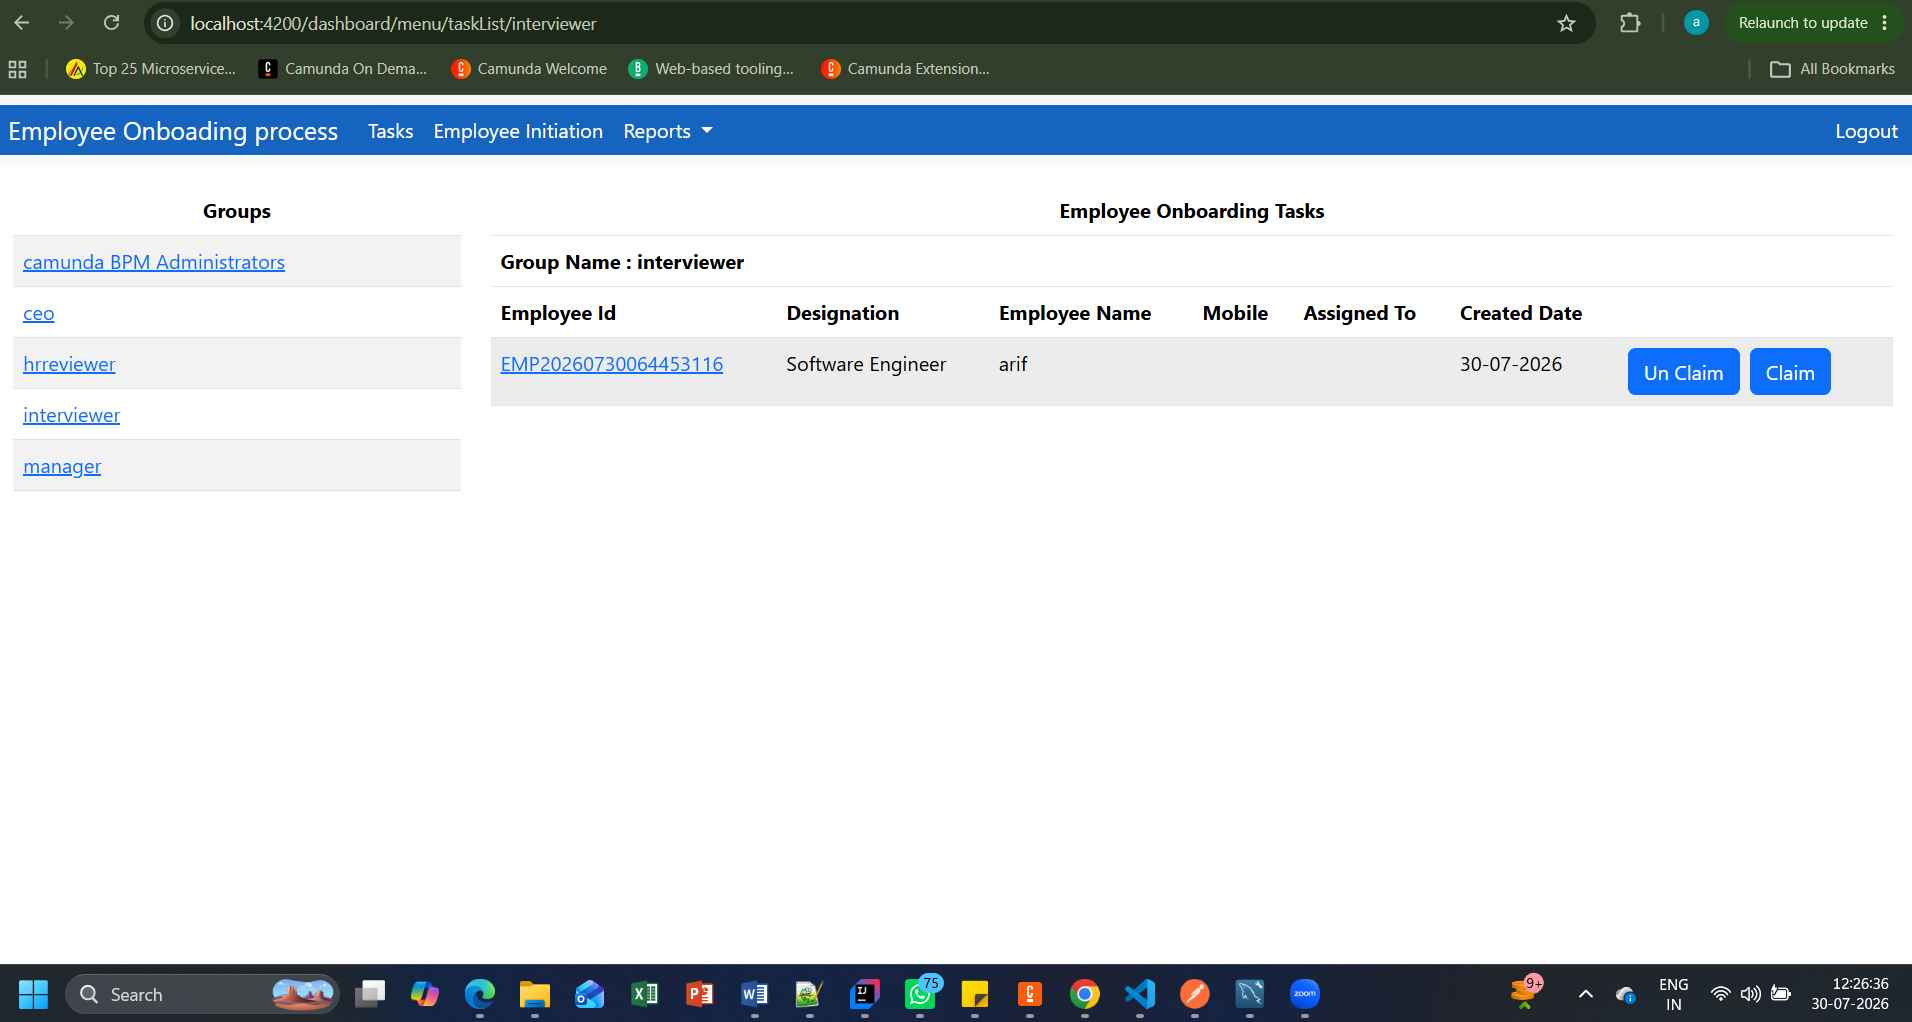 localhost:4200/dashboard/menu/taskList/interviewer
a
Relaunch to update
Top 25 Microservice...
Camunda On Dema...
Camunda Welcome
Web-based tooling...
Camunda Extension...
All Bookmarks
Employee Onboading process
Tasks
Employee Initiation
Reports
Logout
Groups
camunda BPM Administrators
ceo
hrreviewer
interviewer
manager
Employee Onboarding Tasks
Group Name : interviewer
Employee Id Designation Employee Name Mobile Assigned To Created Date
EMP20260730064453116 Software Engineer arif 30-07-2026 Un Claim Claim
Search
75
zoom
9+
ENG
IN
12:26:36
30-07-2026